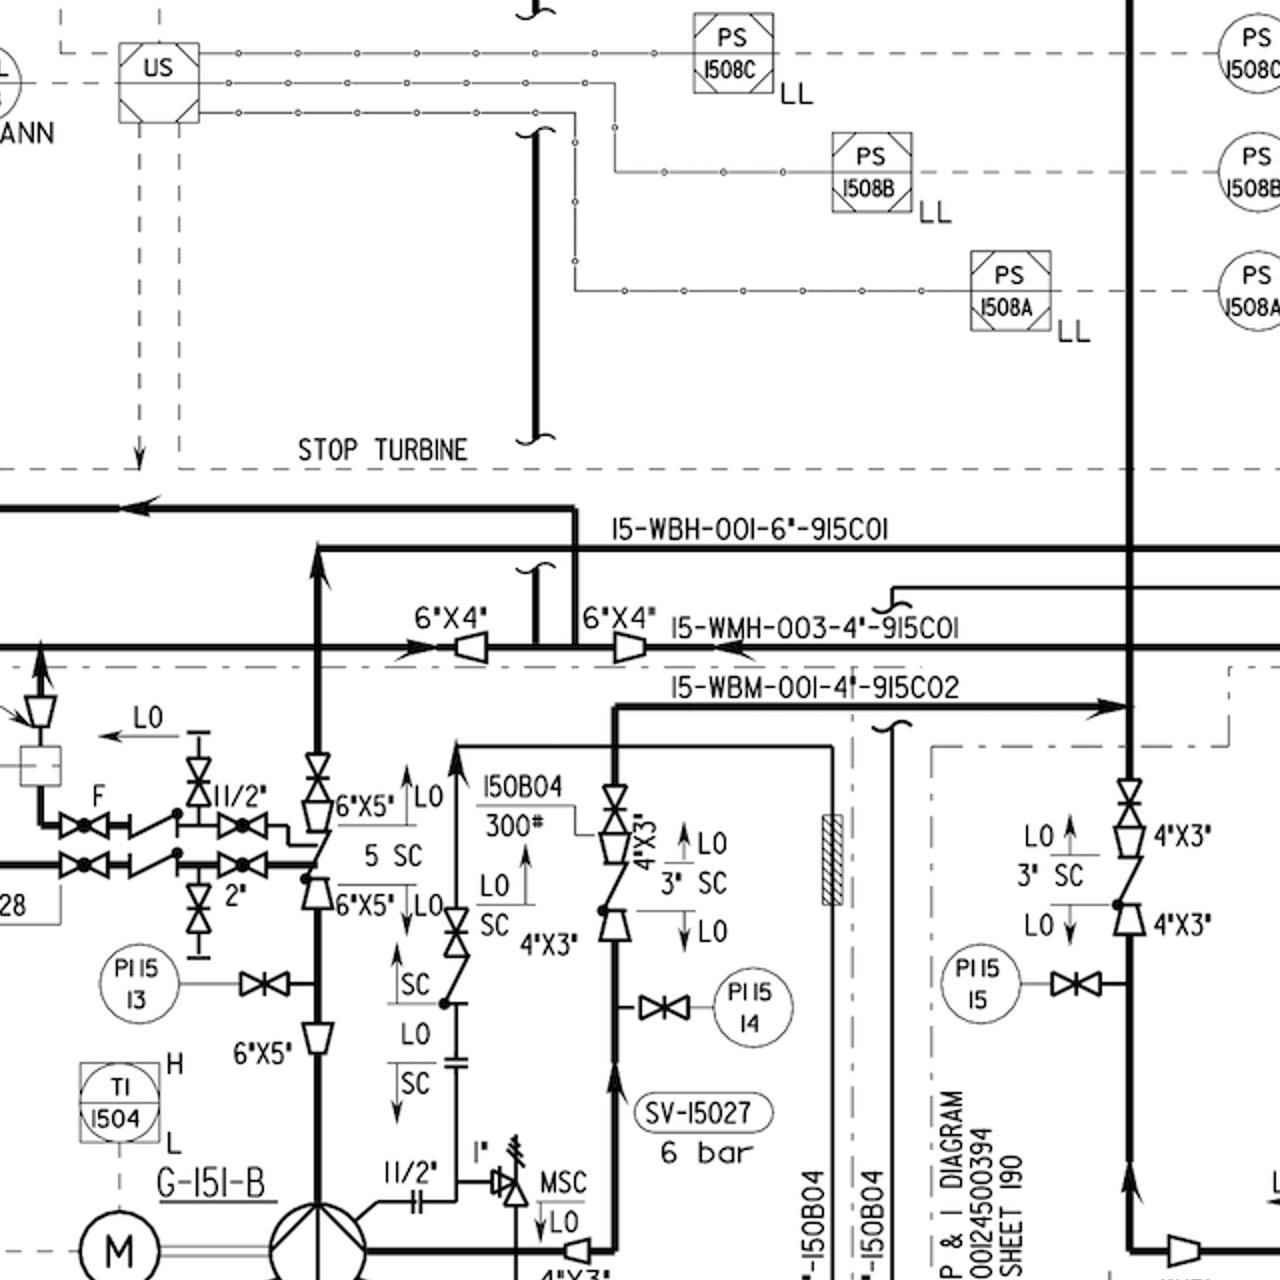 PS
1508C
LL
PS
1508C
US
L
ANN
PS
1508B
LL
PS
1508B
PS
1508A
LL
PS
1508A
STOP TURBINE
15-WBH-001-6"-915C01
6"X4"
6"X4"
15-WMH-003-4"-915C01
15-WBM-001-4"-915C02
LO
F
11/2"
6"X5"
LO
5 SC
6"X5"
LO
2"
28
150B04
300#
4"X3"
LO
3" SC
LO
LO
SC
4"X3"
LO
3" SC
LO
4"X3"
4"X3"
PI 15
13
SC
LO
SC
PI 15
14
PI 15
15
6"X5"
TI
1504
H
L
SV-15027
6 bar
G-151-B
11/2"
1"
MSC
LO
4"X3"
M
"-150B04
"-150B04
P & I DIAGRAM
00124500394
SHEET 190
L